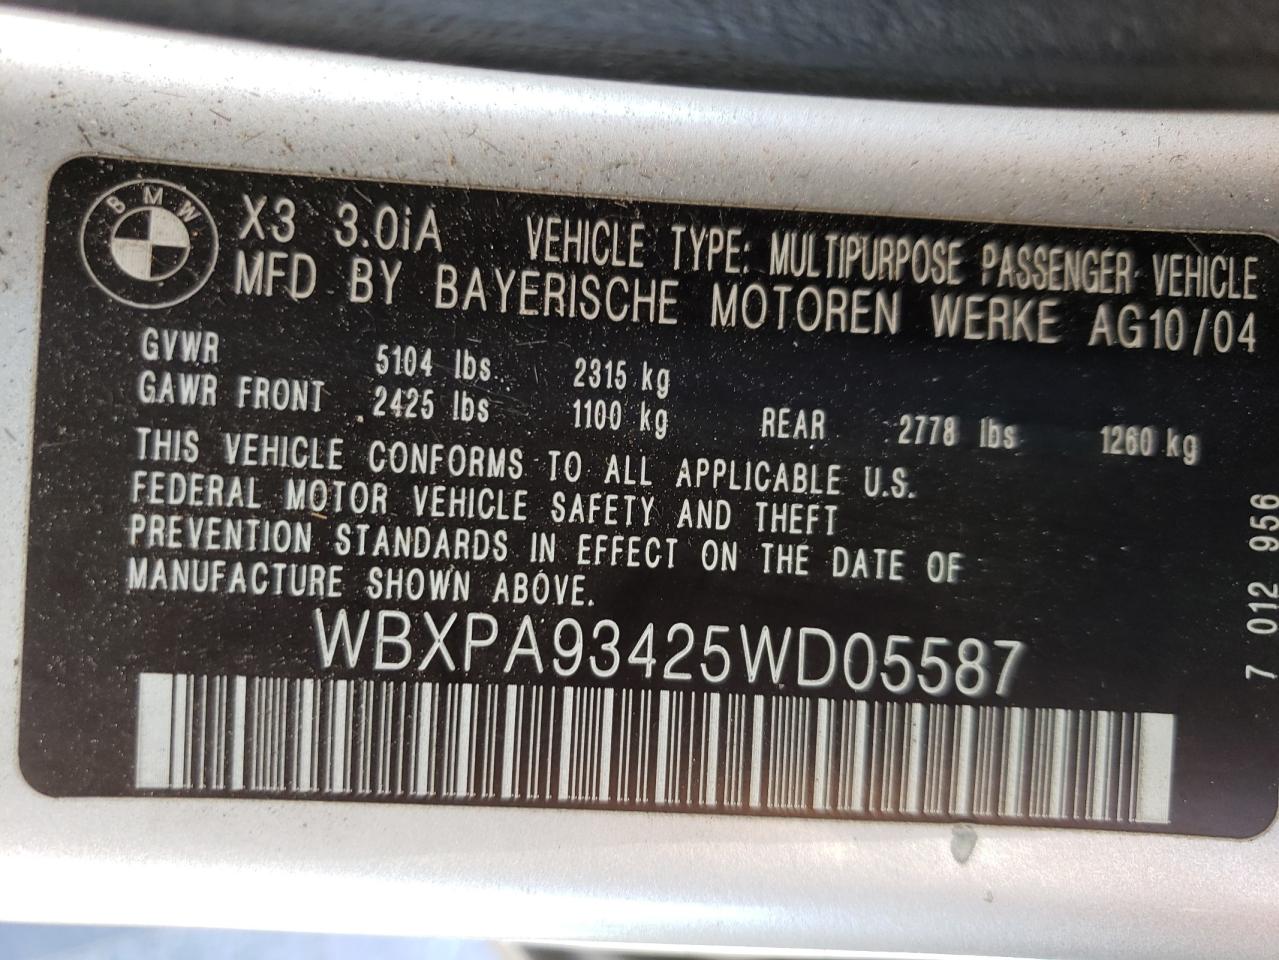 BMW
X3 3.0iA VEHICLE TYPE: MULTIPURPOSE PASSENGER VEHICLE
MFD BY BAYERISCHE MOTOREN WERKE AG10/04
GVWR 5104 lbs 2315 kg
GAWR FRONT 2425 lbs 1100 kg REAR 2778 lbs 1260 kg
THIS VEHICLE CONFORMS TO ALL APPLICABLE U.S.
FEDERAL MOTOR VEHICLE SAFETY AND THEFT
PREVENTION STANDARDS IN EFFECT ON THE DATE OF
MANUFACTURE SHOWN ABOVE.
WBXPA93425WD05587
7 012 956